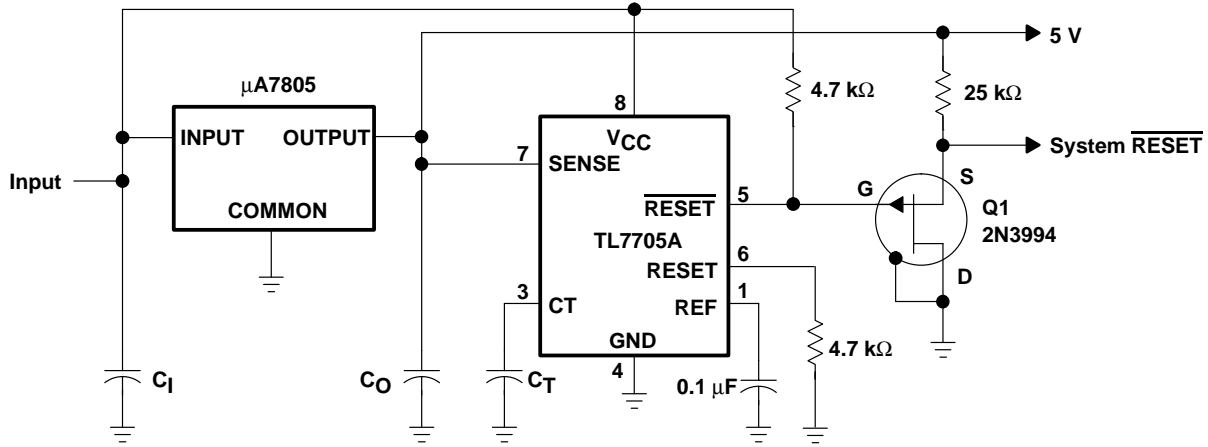 5 V
μA7805
4.7 kΩ
25 kΩ
8
INPUT
OUTPUT
VCC
System RESET
7
SENSE
Input
G
S
RESET
5
Q1
2N3994
COMMON
TL7705A
RESET
6
D
3
CT
REF
1
GND
4
4.7 kΩ
CI
CO
CT
0.1 μF